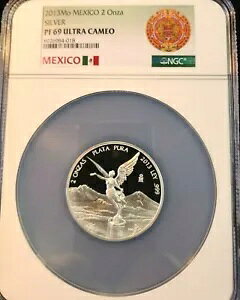 2013Mo MEXICO 2 Onza
SILVER
PF 69 ULTRA CAMEO
MEXICO
NGC
2 ONZAS PLATA PURA 2013 LEY .999